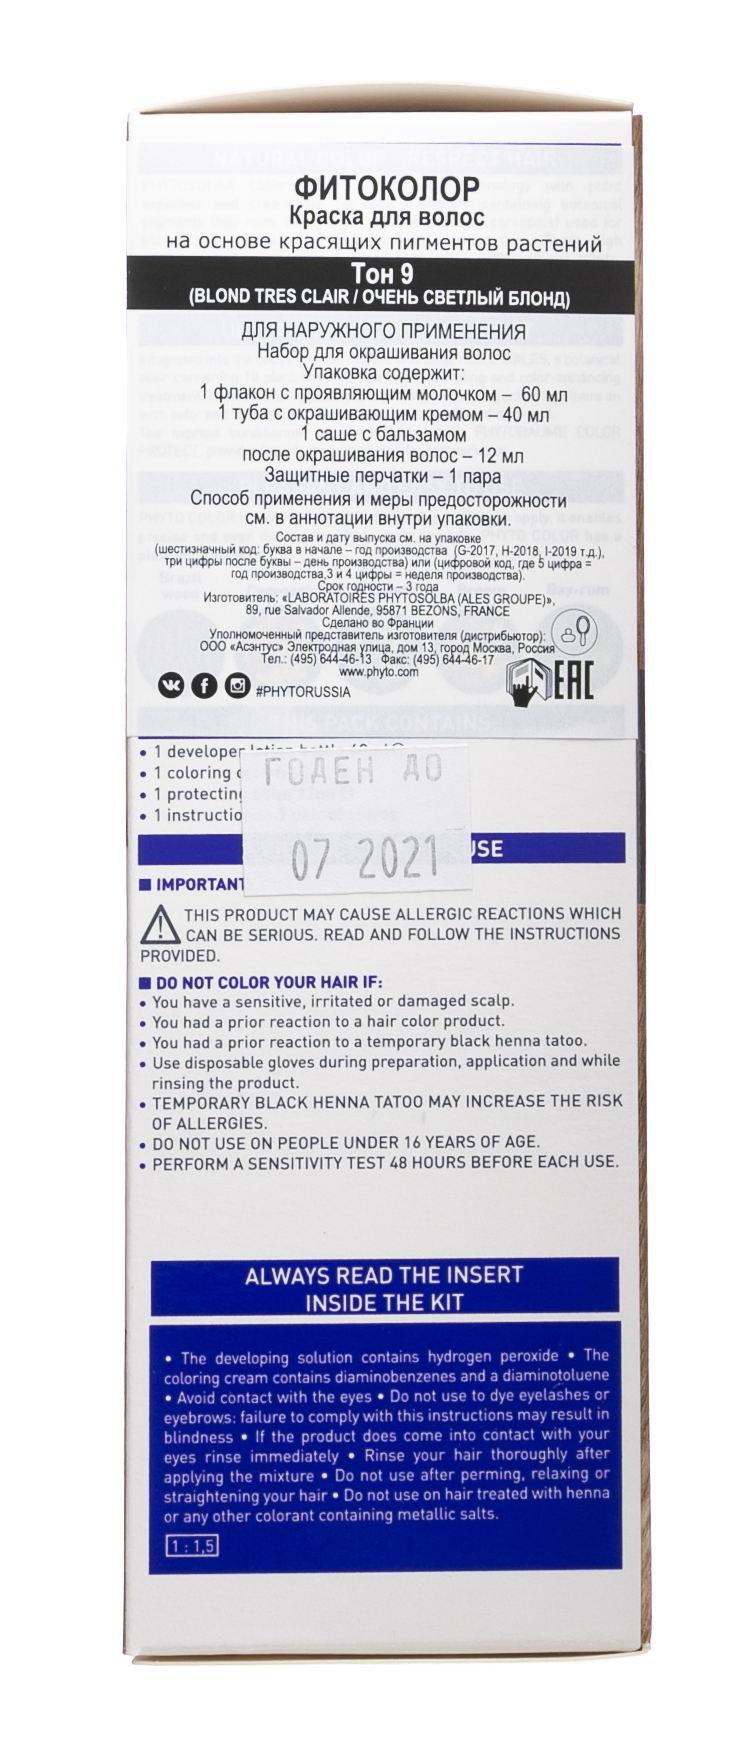 ФИТОКОЛОР
Краска для волос
на основе красящих пигментов растений
Тон 9
(BLOND TRES CLAIR / ОЧЕНЬ СВЕТЛЫЙ БЛОНД)
ДЛЯ НАРУЖНОГО ПРИМЕНЕНИЯ
Набор для окрашивания волос
Упаковка содержит:
1 флакон с проявляющим молочком – 60 мл
1 туба с окрашивающим кремом – 40 мл
1 саше с бальзамом
после окрашивания волос – 12 мл
Защитные перчатки – 1 пара
Способ применения и меры предосторожности
см. в аннотации внутри упаковки.
Состав и дату выпуска см. на упаковке
(шестизначный код: буква в начале – год производства (G-2017, H-2018, I-2019 т.д.),
три цифры после буквы – день производства) или (цифровой код, где 5 цифра =
год производства,3 и 4 цифры = неделя производства).
Срок годности – 3 года
Изготовитель: «LABORATOIRES PHYTOSOLBA (ALES GROUPE)»,
89, rue Salvador Allende, 95871 BEZONS, FRANCE
Сделано во Франции
Уполномоченный представитель изготовителя (дистрибьютор):
ООО «Асэнтус» Электродная улица, дом 13, город Москва, Россия
Тел.: (495) 644-46-13 Факс: (495) 644-46-17
www.phyto.com
#PHYTORUSSIA
EAC
THIS PACK CONTAINS
• 1 developer
• 1 coloring
• 1 protecting
• 1 instructio
ГОДЕН ДО
07 2021
USE
IMPORTANT
THIS PRODUCT MAY CAUSE ALLERGIC REACTIONS WHICH
CAN BE SERIOUS. READ AND FOLLOW THE INSTRUCTIONS
PROVIDED.
DO NOT COLOR YOUR HAIR IF:
• You have a sensitive, irritated or damaged scalp.
• You had a prior reaction to a hair color product.
• You had a prior reaction to a temporary black henna tatoo.
• Use disposable gloves during preparation, application and while
rinsing the product.
• TEMPORARY BLACK HENNA TATOO MAY INCREASE THE RISK
OF ALLERGIES.
• DO NOT USE ON PEOPLE UNDER 16 YEARS OF AGE.
• PERFORM A SENSITIVITY TEST 48 HOURS BEFORE EACH USE.
ALWAYS READ THE INSERT
INSIDE THE KIT
• The developing solution contains hydrogen peroxide • The
coloring cream contains diaminobenzenes and a diaminotoluene
• Avoid contact with the eyes • Do not use to dye eyelashes or
eyebrows: failure to comply with this instructions may result in
blindness • If the product does come into contact with your
eyes rinse immediately • Rinse your hair thoroughly after
applying the mixture • Do not use after perming, relaxing or
straightening your hair • Do not use on hair treated with henna
or any other colorant containing metallic salts.
1 : 1,5